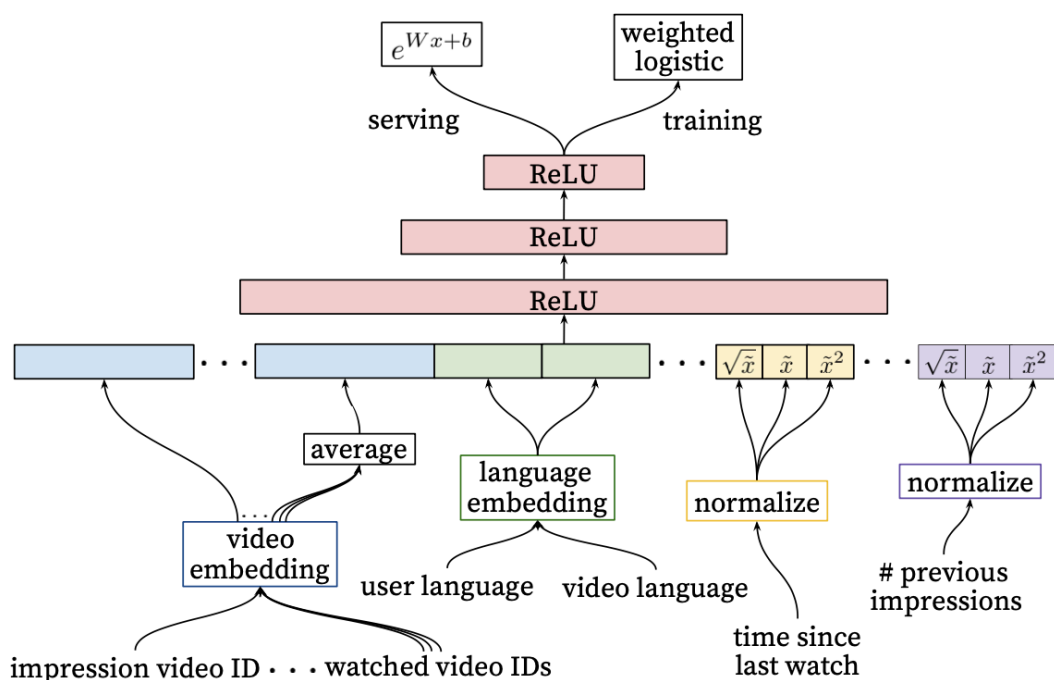 e^{Wx+b}
weighted
logistic
serving
training
ReLU
ReLU
ReLU
. . .
. . .
√x̃ x̃ x̃²
. . .
√x̃ x̃ x̃²
average
language
embedding
normalize
normalize
...
video
embedding
user language
video language
# previous
impressions
impression video ID . . . watched video IDs
time since
last watch